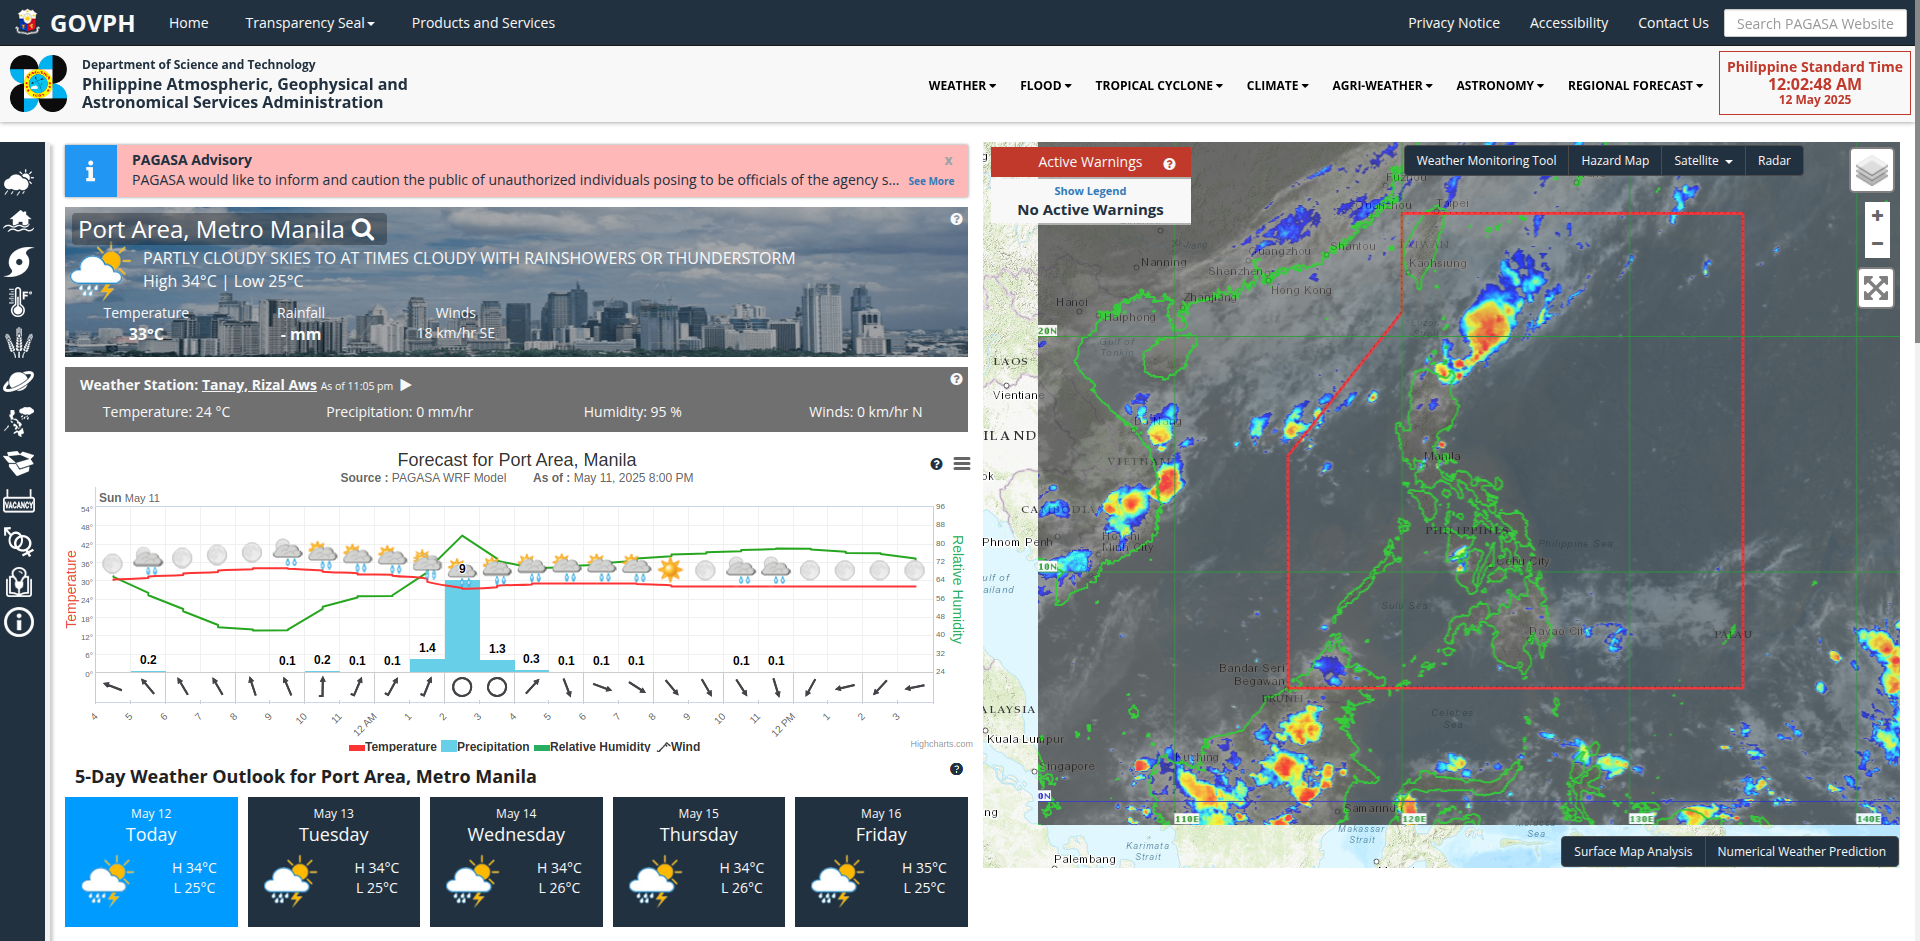 GOVPH
Home
Transparency Seal
Products and Services
Privacy Notice
Accessibility
Contact Us
Search PAGASA Website
Department of Science and Technology
Philippine Atmospheric, Geophysical and
Astronomical Services Administration
WEATHER
FLOOD
TROPICAL CYCLONE
CLIMATE
AGRI-WEATHER
ASTRONOMY
REGIONAL FORECAST
Philippine Standard Time
12:02:48 AM
12 May 2025
PAGASA Advisory
x
PAGASA would like to inform and caution the public of unauthorized individuals posing to be officials of the agency s...
See More
Port Area, Metro Manila
PARTLY CLOUDY SKIES TO AT TIMES CLOUDY WITH RAINSHOWERS OR THUNDERSTORM
High 34°C | Low 25°C
Temperature
33°C
Rainfall
- mm
Winds
18 km/hr SE
Weather Station: Tanay, Rizal Aws As of 11:05 pm
Temperature: 24 °C
Precipitation: 0 mm/hr
Humidity: 95 %
Winds: 0 km/hr N
Forecast for Port Area, Manila
Source : PAGASA WRF Model As of : May 11, 2025 8:00 PM
Sun May 11
54°
48°
42°
36°
30°
24°
18°
12°
6°
0°
Temperature
96
88
80
72
64
56
48
40
32
24
Relative Humidity
0.2
0.1
0.2
0.1
0.1
1.4
9
1.3
0.3
0.1
0.1
0.1
0.1
0.1
4
5
6
7
8
9
10
11
12 AM
1
2
3
4
5
6
7
8
9
10
11
12 PM
1
2
3
Temperature
Precipitation
Relative Humidity
Wind
Highcharts.com
5-Day Weather Outlook for Port Area, Metro Manila
May 12
Today
H 34°C
L 25°C
May 13
Tuesday
H 34°C
L 25°C
May 14
Wednesday
H 34°C
L 26°C
May 15
Thursday
H 34°C
L 26°C
May 16
Friday
H 35°C
L 25°C
VACANCY
Active Warnings
Show Legend
No Active Warnings
Weather Monitoring Tool
Hazard Map
Satellite
Radar
+
−
Fuzhou
Quanzhou
Taipei
Shantou
TAIWAN
Kaohsiung
Nanning
Guangzhou
Shenzhen
Hong Kong
Hanoi
Zhanjiang
Haiphong
20N
Gulf of
Tonkin
LAOS
Vientiane
Da Nang
ILAND
VIETNAM
Manila
ok
CAMBODIA
Phnom Penh
Ho Chi
Minh City
PHILIPPINES
Philippine Sea
Cebu City
10N
ulf of
ailand
Sulu Sea
Davao City
PALAU
Bandar Seri
Begawan
BRUNEI
ALAYSIA
Celebes
Sea
Kuala Lumpur
Kuching
Singapore
0N
ng
Samarinda
110E
120E
130E
140E
Makassar
Strait
Karimata
Strait
Sea
Palembang
Surface Map Analysis
Numerical Weather Prediction